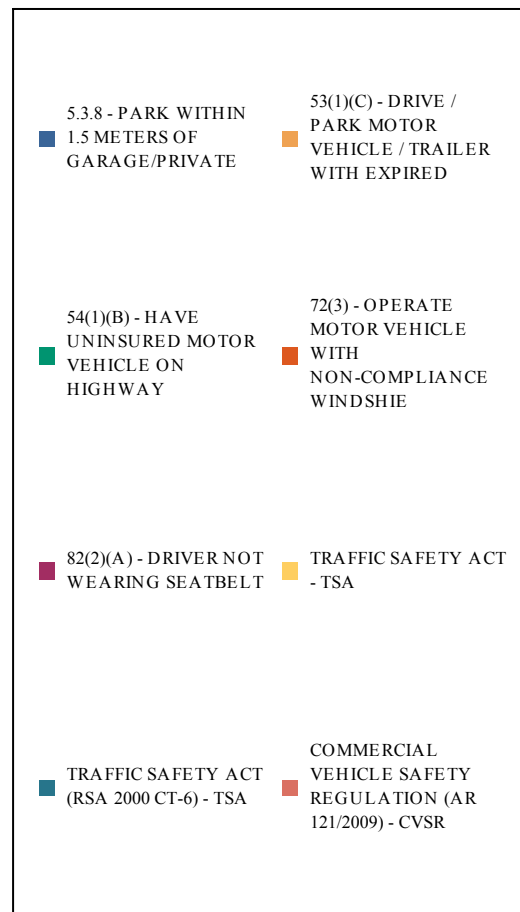 5.3.8 - PARK WITHIN
1.5 METERS OF
GARAGE/PRIVATE
53(1)(C) - DRIVE /
PARK MOTOR
VEHICLE / TRAILER
WITH EXPIRED
54(1)(B) - HAVE
UNINSURED MOTOR
VEHICLE ON
HIGHWAY
72(3) - OPERATE
MOTOR VEHICLE
WITH
NON-COMPLIANCE
WINDSHIE
82(2)(A) - DRIVER NOT
WEARING SEATBELT
TRAFFIC SAFETY ACT
- TSA
TRAFFIC SAFETY ACT
(RSA 2000 CT-6) - TSA
COMMERCIAL
VEHICLE SAFETY
REGULATION (AR
121/2009) - CVSR